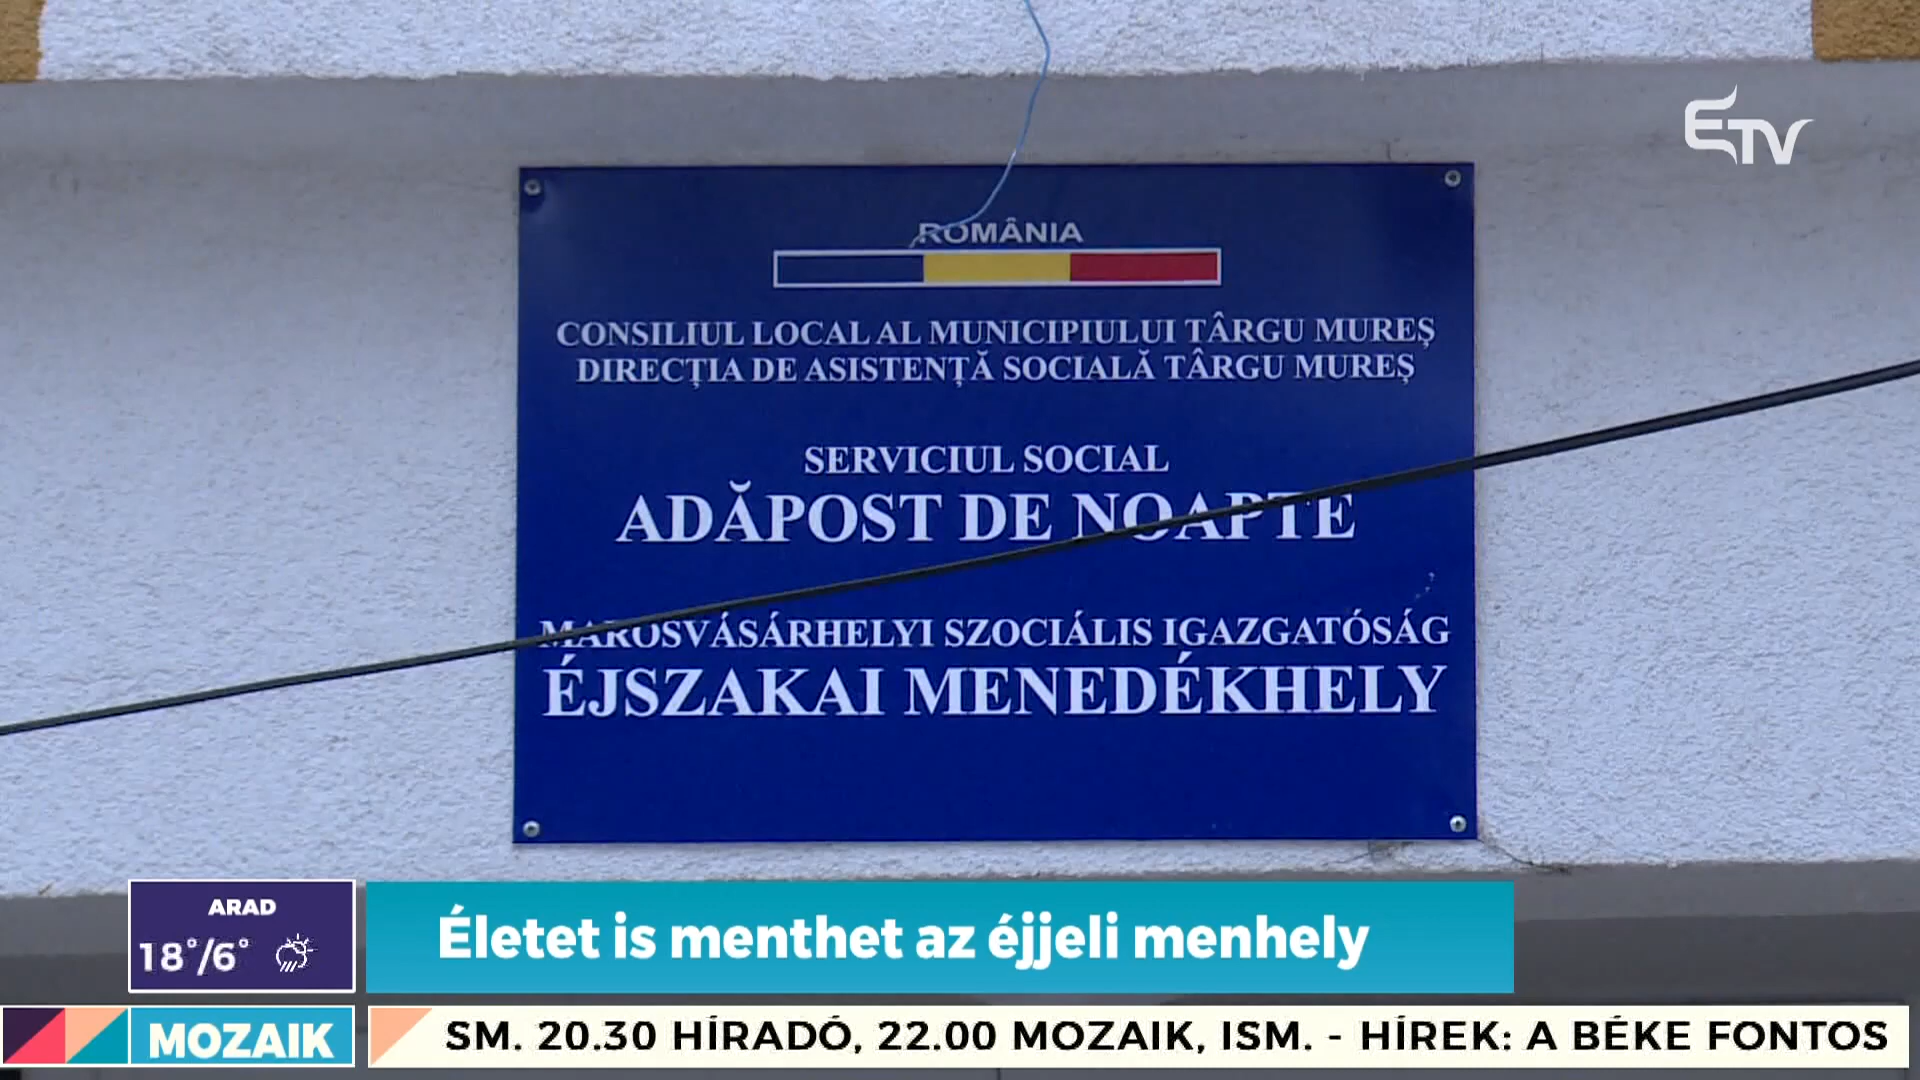 ETV
ROMÂNIA
CONSILIUL LOCAL AL MUNICIPIULUI TÂRGU MUREȘ
DIRECȚIA DE ASISTENȚĂ SOCIALĂ TÂRGU MUREȘ
SERVICIUL SOCIAL
ADĂPOST DE NOAPTE
MAROSVÁSÁRHELYI SZOCIÁLIS IGAZGATÓSÁG
ÉJSZAKAI MENEDÉKHELY
ARAD
18°/6°
Életet is menthet az éjjeli menhely
MOZAIK
SM. 20.30 HÍRADÓ, 22.00 MOZAIK, ISM. - HÍREK: A BÉKE FONTOS